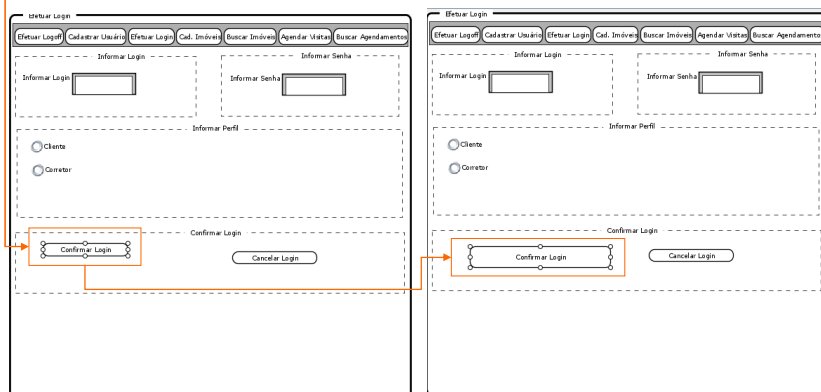 Efetuar Login
Efetuar Logoff Cadastrar Usuário Efetuar Login Cad. Imóveis Buscar Imóveis Agendar Visitas Buscar Agendamentos
Informar Login
Informar Senha
Informar Login
Informar Senha
Informar Perfil
Cliente
Corretor
Confirmar Login
Confirmar Login
Cancelar Login
Efetuar Login
Efetuar Logoff Cadastrar Usuário Efetuar Login Cad. Imóveis Buscar Imóveis Agendar Visitas Buscar Agendamento
Informar Login
Informar Senha
Informar Login
Informar Senha
Informar Perfil
Cliente
Corretor
Confirmar Login
Confirmar Login
Cancelar Login